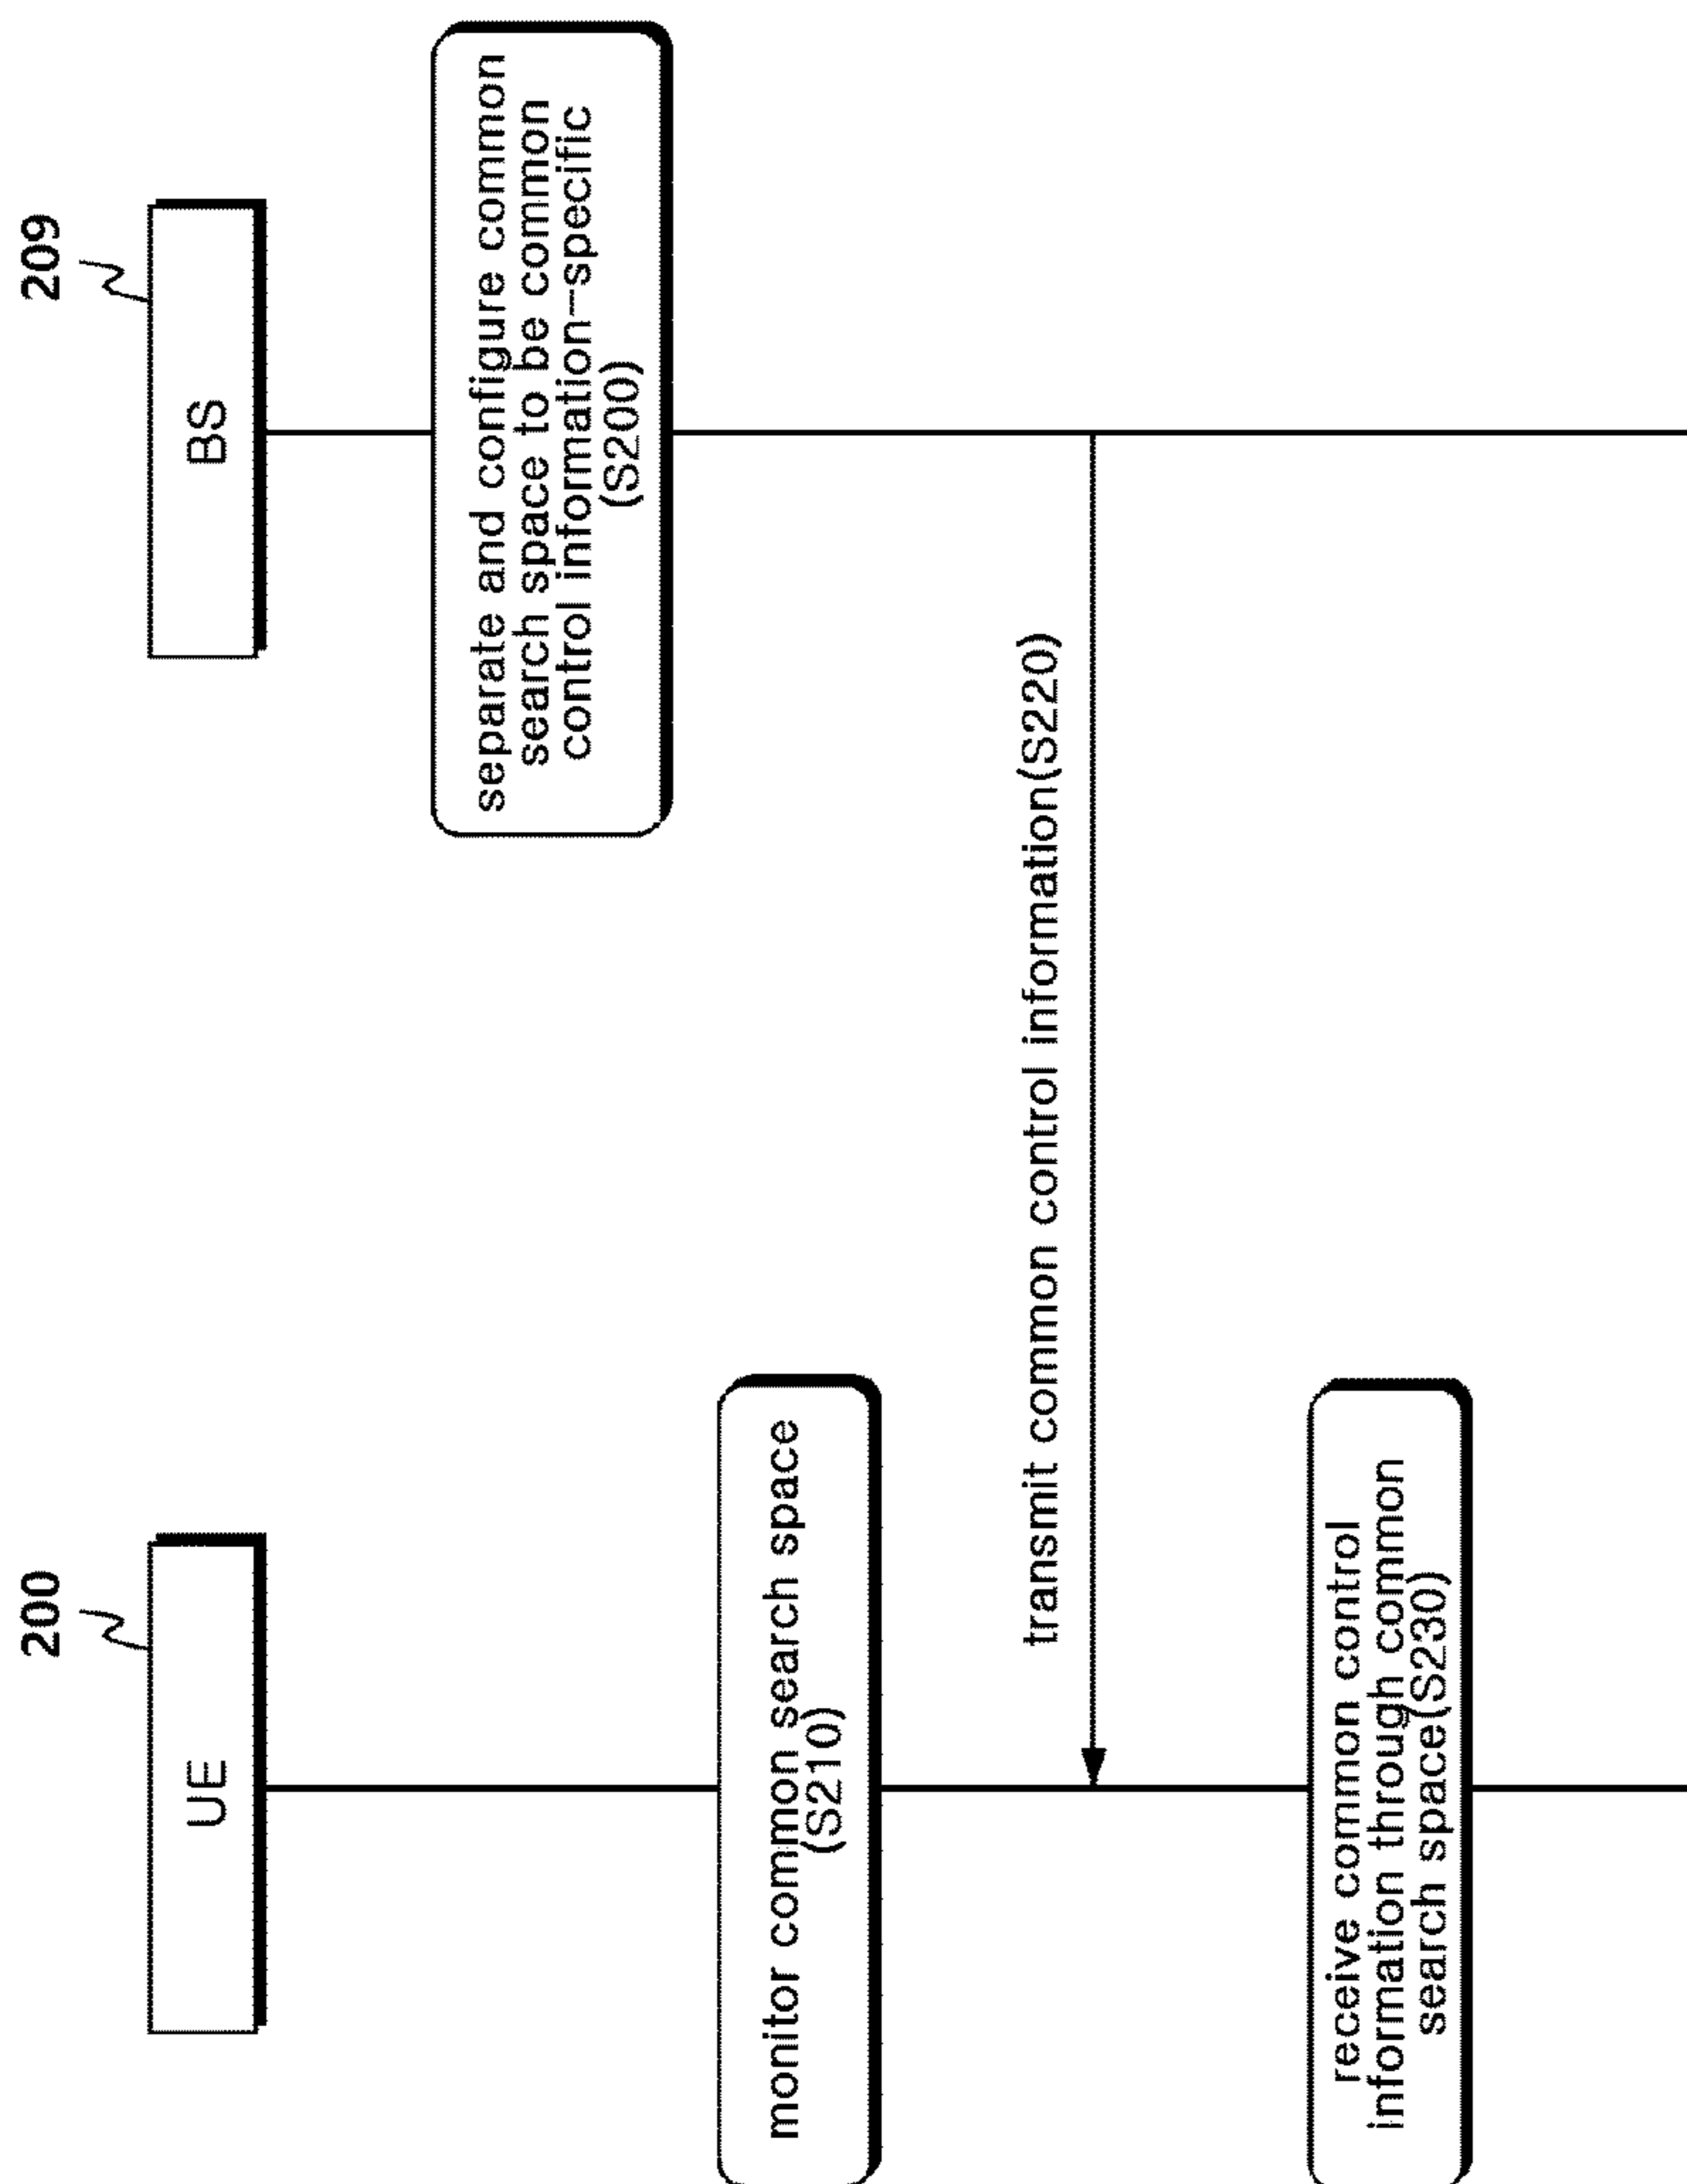 200
209
UE
BS
separate and configure common
search space to be common
control information-specific
(S200)
monitor common search space
(S210)
transmit common control information(S220)
receive common control
information through common
search space(S230)